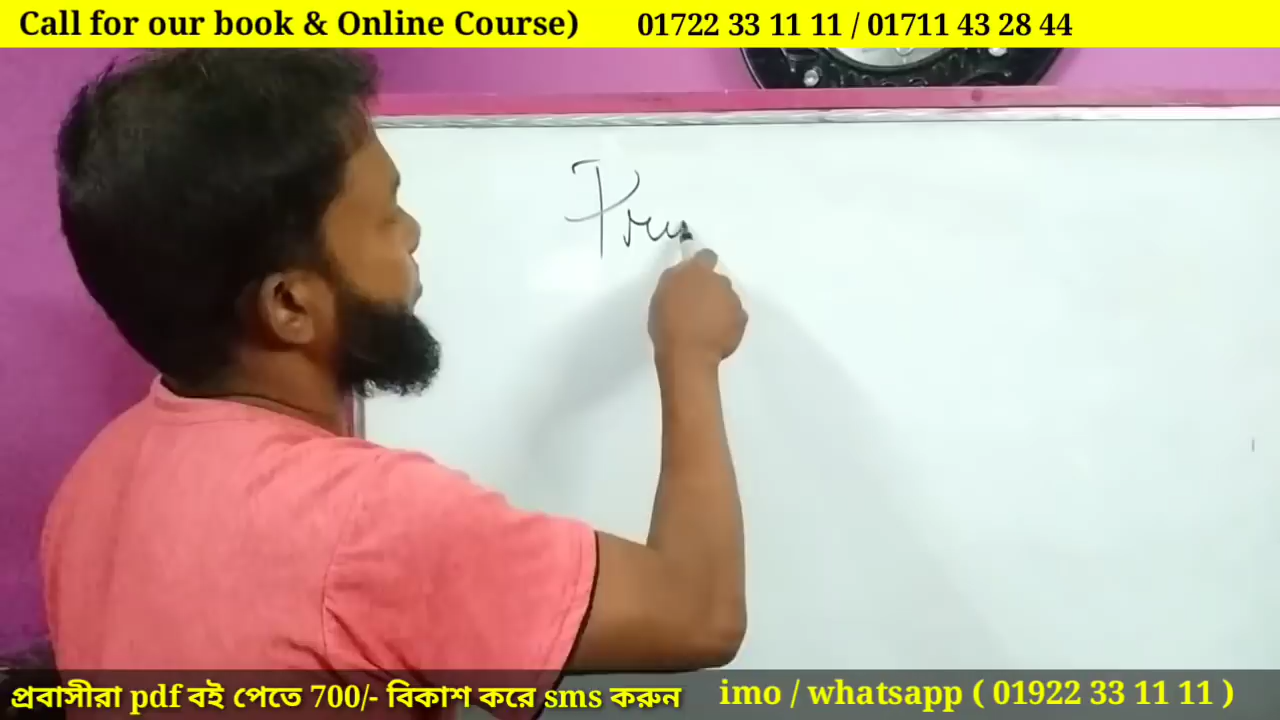 Call for our book & Online Course) 01722 33 11 11 / 01711 43 28 44
প্রবাসীরা pdf বই পেতে 700/- বিকাশ করে sms করুন imo / whatsapp ( 01922 33 11 11 )